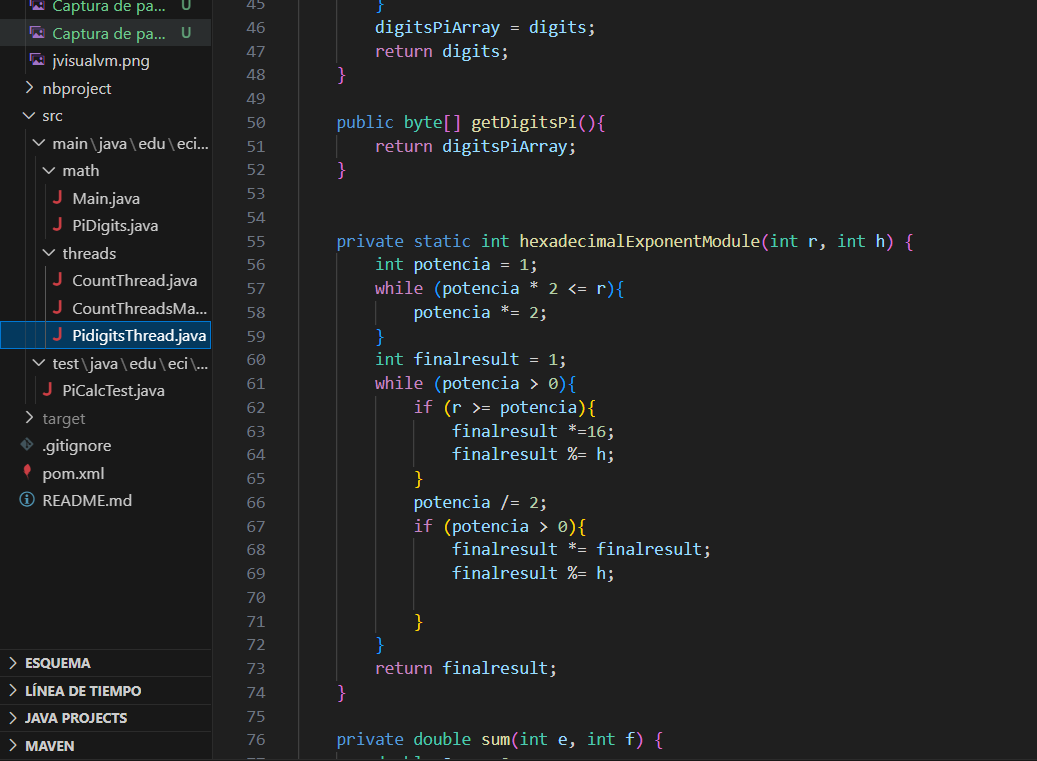 Captura de pa... U
Captura de pa... U
jvisualvm.png
nbproject
src
main\java\edu\eci...
math
Main.java
PiDigits.java
threads
CountThread.java
CountThreadsMa...
PidigitsThread.java
test\java\edu\eci\...
PiCalcTest.java
target
.gitignore
pom.xml
README.md
ESQUEMA
LÍNEA DE TIEMPO
JAVA PROJECTS
MAVEN
45 }
46 digitsPiArray = digits;
47 return digits;
48 }
49
50 public byte[] getDigitsPi(){
51 return digitsPiArray;
52 }
53
54
55 private static int hexadecimalExponentModule(int r, int h) {
56 int potencia = 1;
57 while (potencia * 2 <= r){
58 potencia *= 2;
59 }
60 int finalresult = 1;
61 while (potencia > 0){
62 if (r >= potencia){
63 finalresult *=16;
64 finalresult %= h;
65 }
66 potencia /= 2;
67 if (potencia > 0){
68 finalresult *= finalresult;
69 finalresult %= h;
70
71 }
72 }
73 return finalresult;
74 }
75
76 private double sum(int e, int f) {